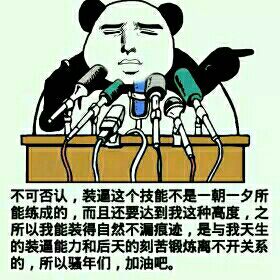 不可否认，装逼这个技能不是一朝一夕所
能练成的，而且还要达到我这种高度，之
所以我能装得自然不漏痕迹，是与我天生
的装逼能力和后天的刻苦锻炼离不开关系
的，所以骚年们，加油吧。